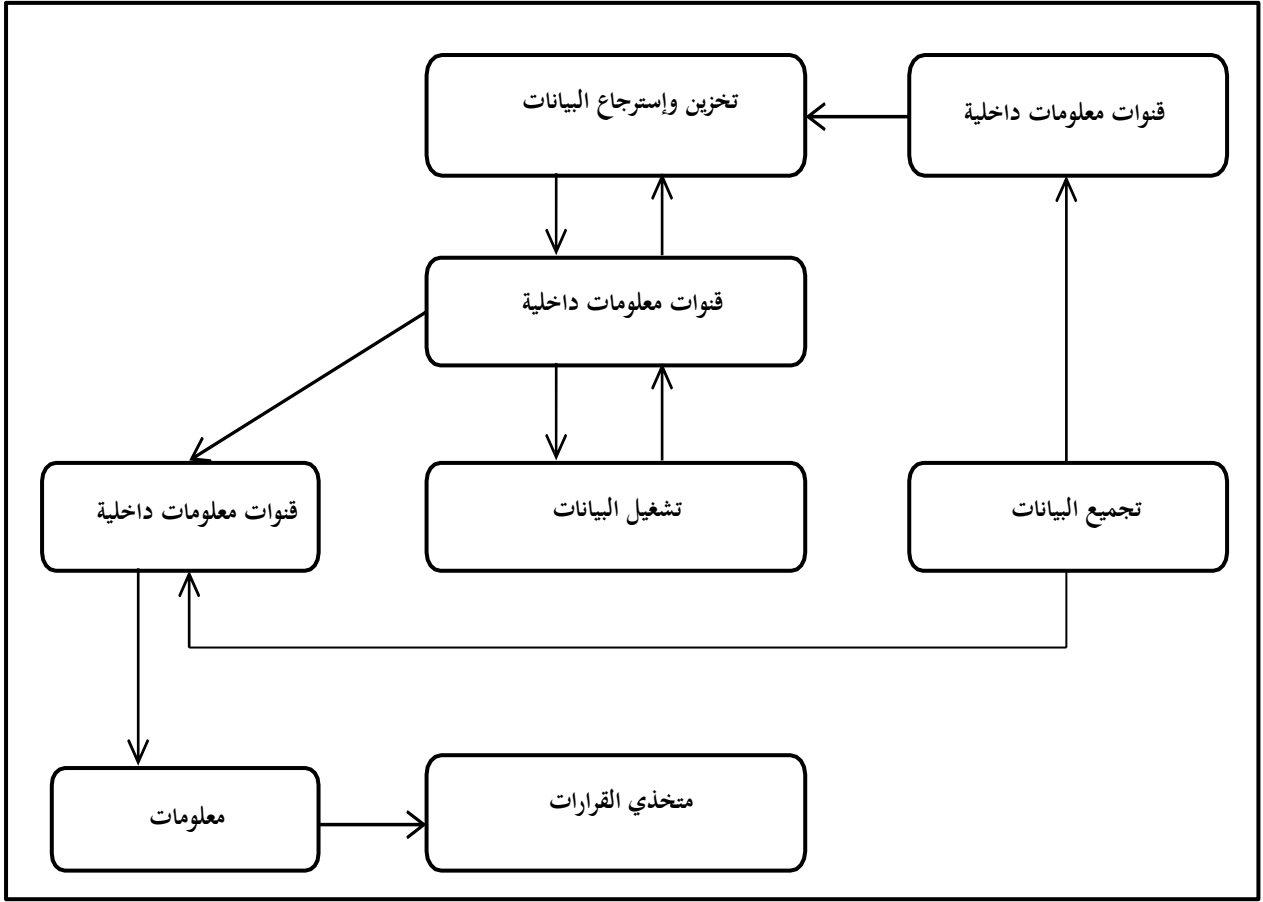 قنوات معلومات داخلية
تخزين وإسترجاع البيانات
قنوات معلومات داخلية
تجميع البيانات
تشغيل البيانات
قنوات معلومات داخلية
متخذي القرارات
معلومات